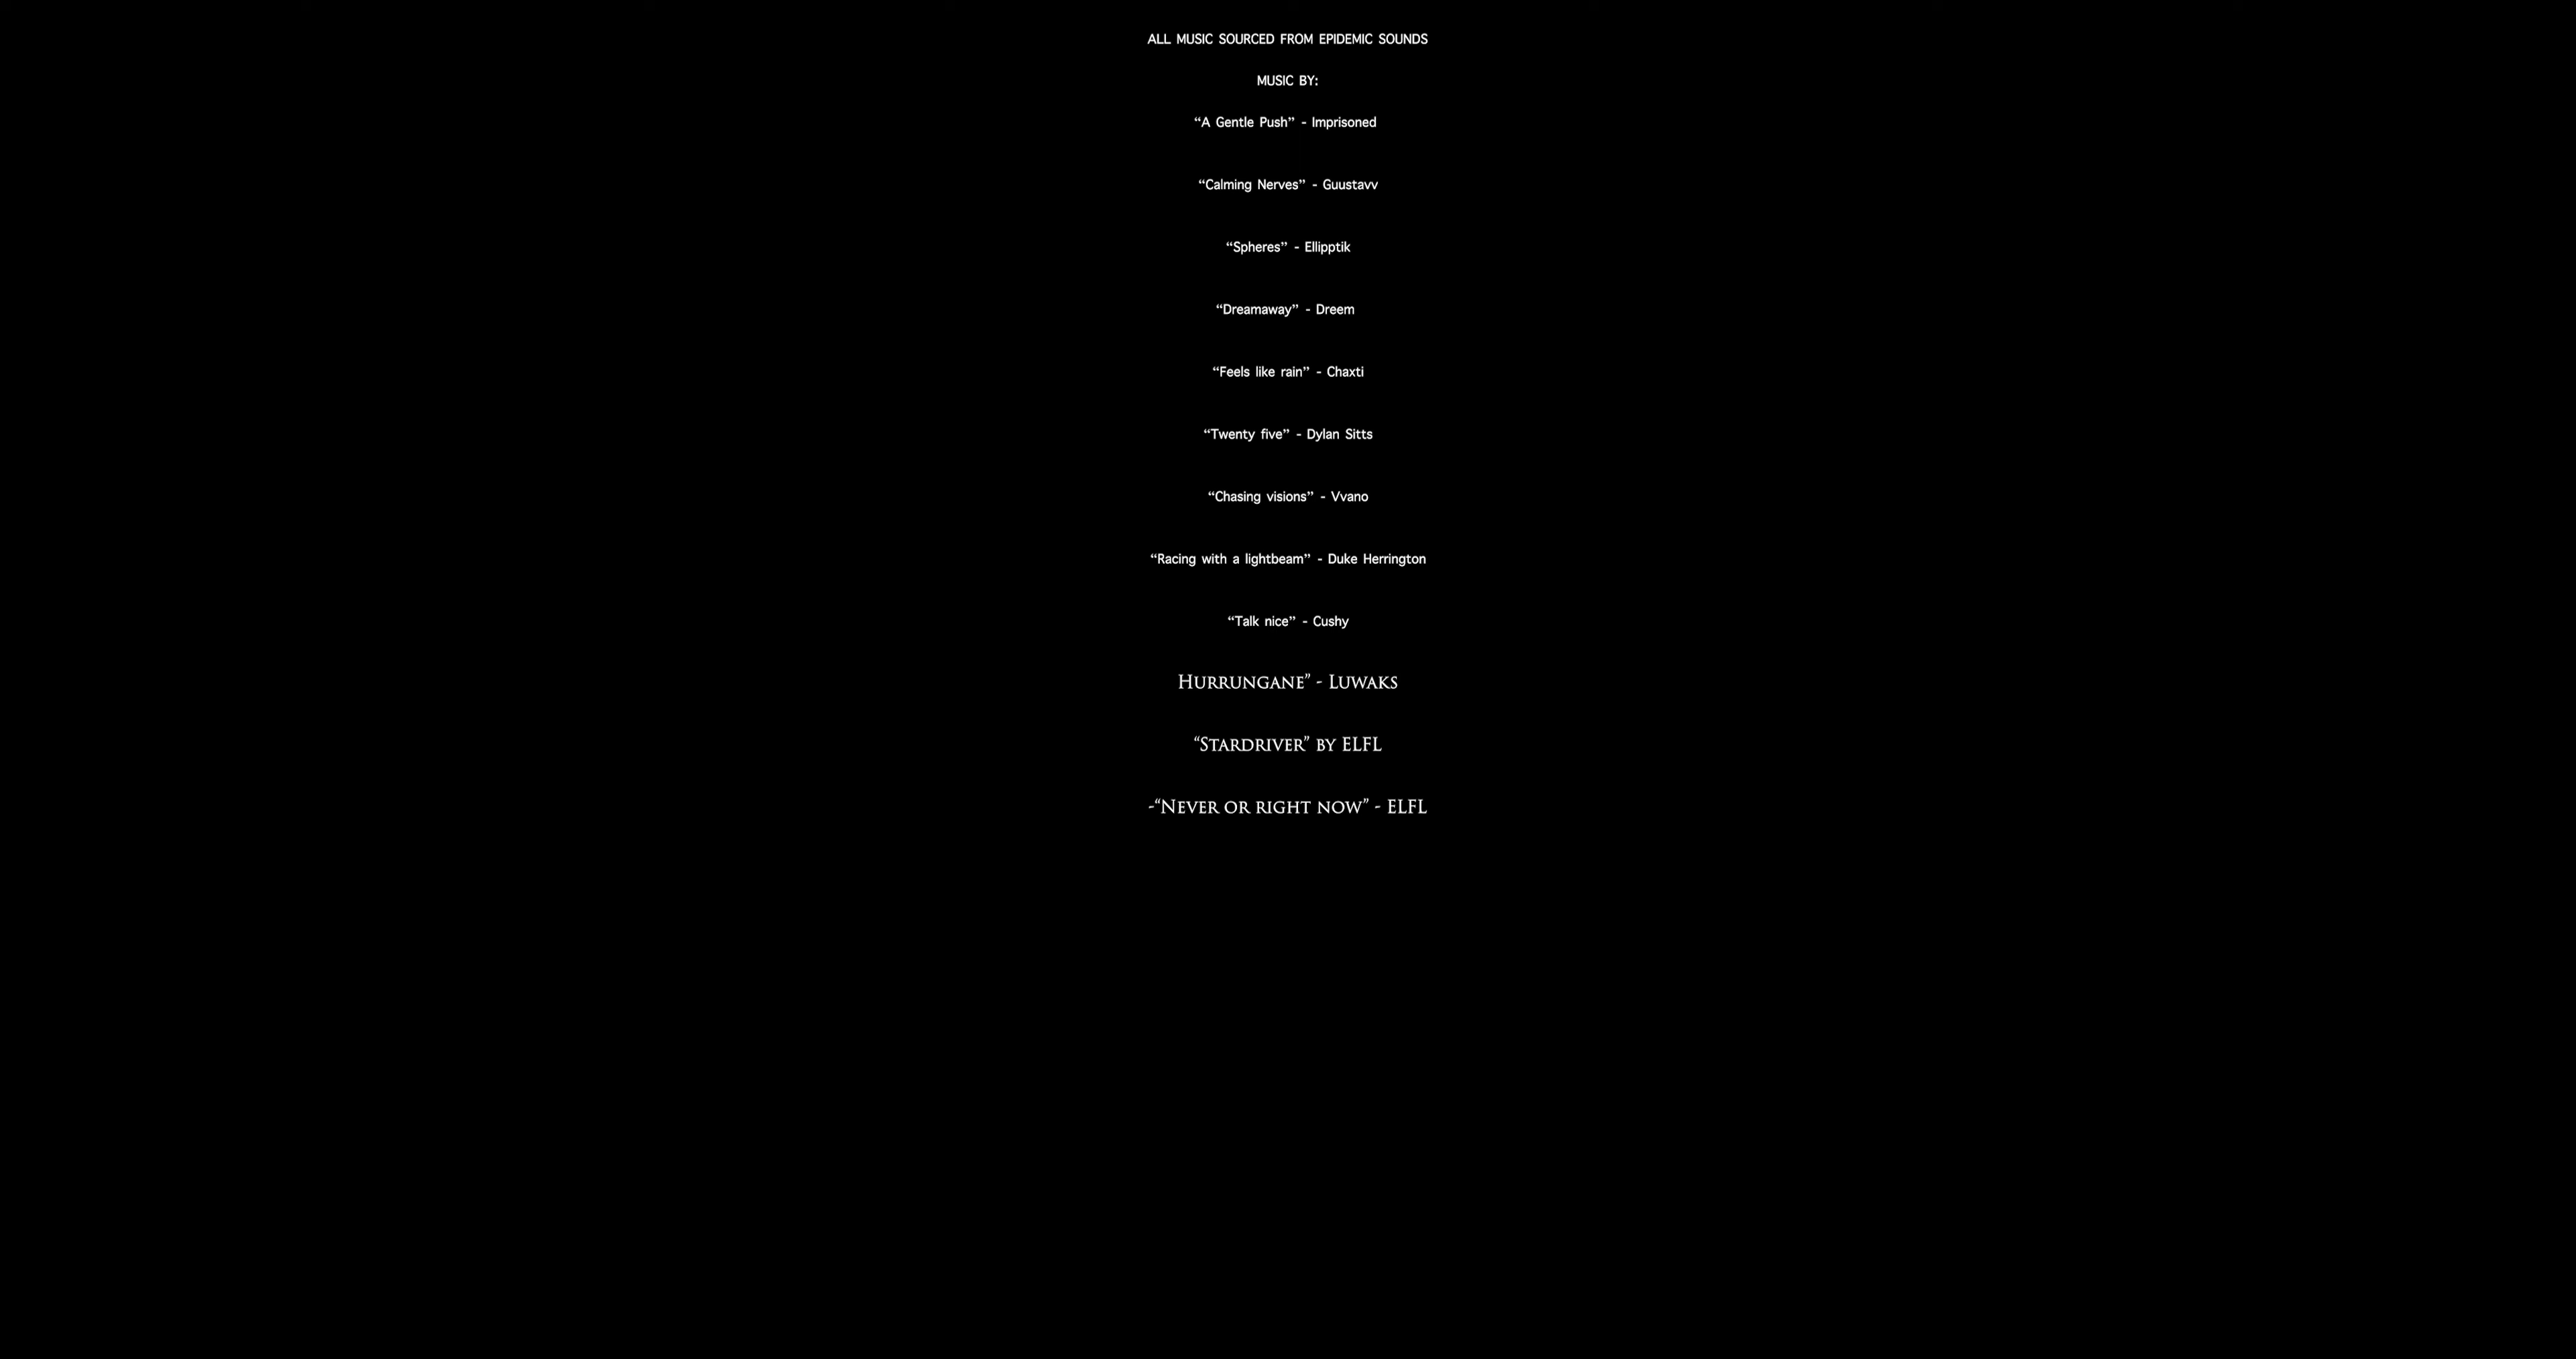 ALL MUSIC SOURCED FROM EPIDEMIC SOUNDS
MUSIC BY:
“A Gentle Push” - Imprisoned
“Calming Nerves” - Guustavv
“Spheres” - Ellipptik
“Dreamaway” - Dreem
“Feels like rain” - Chaxti
“Twenty five” - Dylan Sitts
“Chasing visions” - Vvano
“Racing with a lightbeam” - Duke Herrington
“Talk nice” - Cushy
Hurrungane” - Luwaks
“Stardriver” by ELFL
-“Never or right now” - ELFL